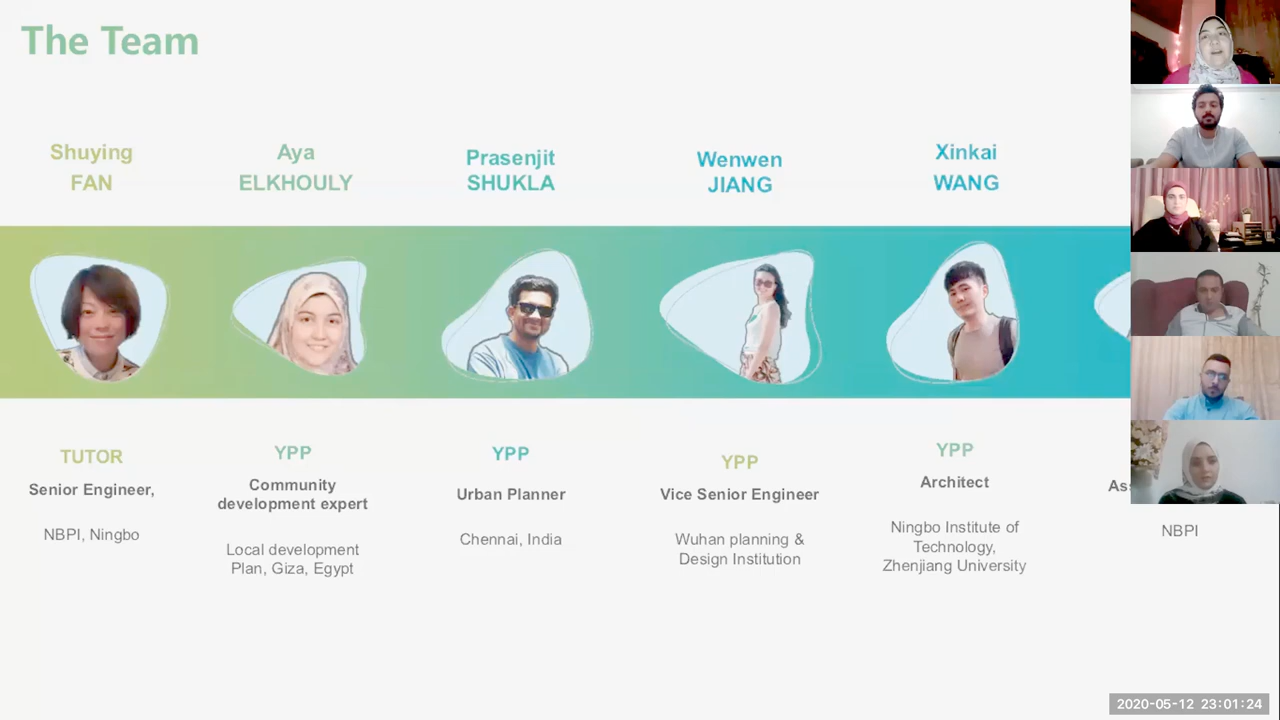 The Team
Shuying
FAN
Aya
ELKHOULY
Prasenjit
SHUKLA
Wenwen
JIANG
Xinkai
WANG
TUTOR
Senior Engineer,
NBPI, Ningbo
YPP
Community
development expert
Local development
Plan, Giza, Egypt
YPP
Urban Planner
Chennai, India
YPP
Vice Senior Engineer
Wuhan planning &
Design Institution
YPP
Architect
Ningbo Institute of
Technology,
Zhenjiang University
NBPI
2020-05-12 23:01:24